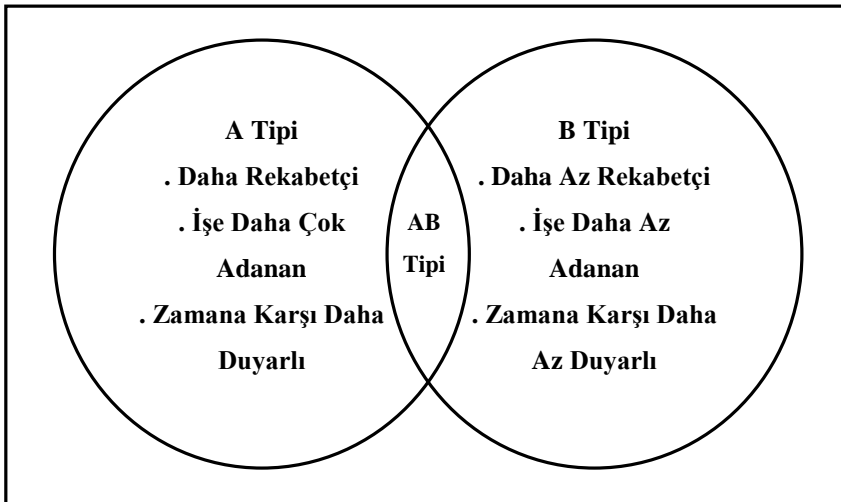 A Tipi
. Daha Rekabetçi
. İşe Daha Çok
Adanan
. Zamana Karşı Daha
Duyarlı
AB
Tipi
B Tipi
. Daha Az Rekabetçi
. İşe Daha Az
Adanan
. Zamana Karşı Daha
Az Duyarlı